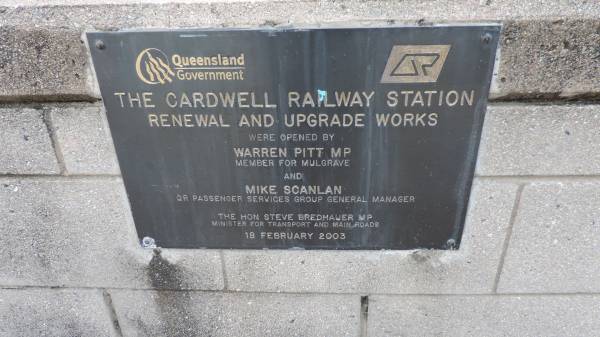 Queensland
Government
QR
THE CARDWELL RAILWAY STATION
RENEWAL AND UPGRADE WORKS
WERE OPENED BY
WARREN PITT MP
MEMBER FOR MULGRAVE
AND
MIKE SCANLAN
QR PASSENGER SERVICES GROUP GENERAL MANAGER
THE HON STEVE BREDHAUER MP
MINISTER FOR TRANSPORT AND MAIN ROADS
18 FEBRUARY 2003